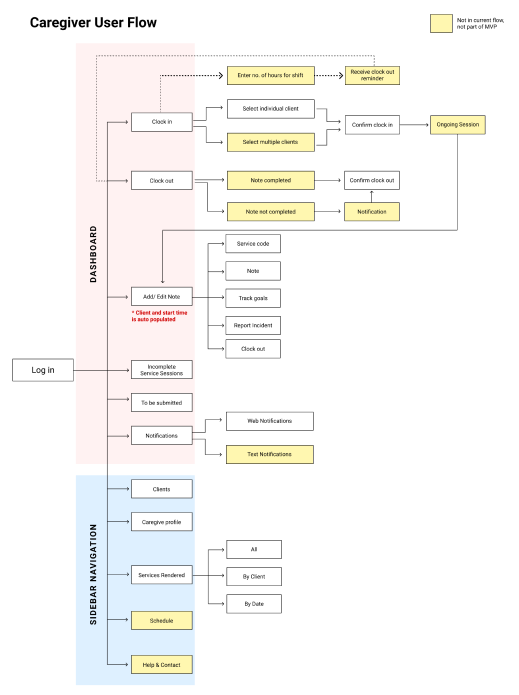 Caregiver User Flow
Not in current flow,
not part of MVP
Enter no. of hours for shift
Receive clock out
reminder
Clock in
Select individual client
Select multiple clients
Confirm clock in
Ongoing Session
Clock out
Note completed
Confirm clock out
Note not completed
Notification
DASHBOARD
Service code
Note
Add/ Edit Note
Track goals
* Client and start time
is auto populated
Report Incident
Clock out
Log in
Incomplete
Service Sessions
To be submitted
Notifications
Web Notifications
Text Notifications
SIDEBAR NAVIGATION
Clients
Caregive profile
Services Rendered
All
By Client
By Date
Schedule
Help & Contact